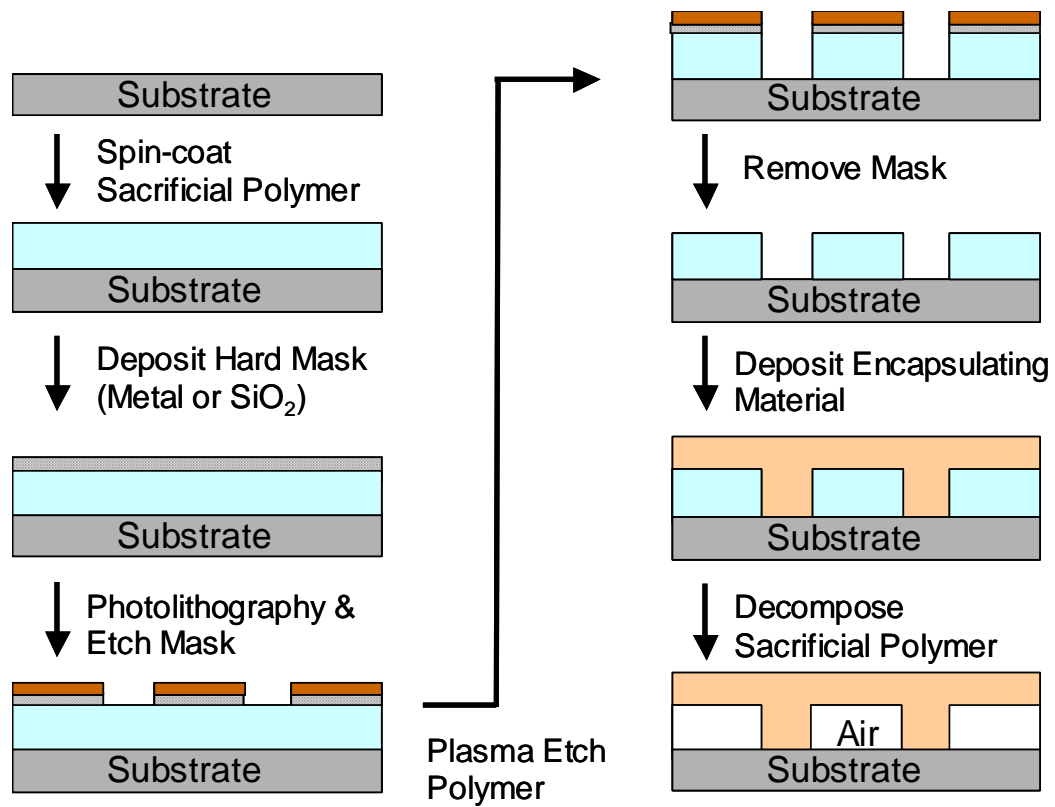 Substrate
Spin-coat
Sacrificial Polymer
Substrate
Deposit Hard Mask
(Metal or SiO₂)
Substrate
Photolithography &
Etch Mask
Substrate
Plasma Etch
Polymer
Substrate
Remove Mask
Substrate
Deposit Encapsulating
Material
Substrate
Decompose
Sacrificial Polymer
Air
Substrate